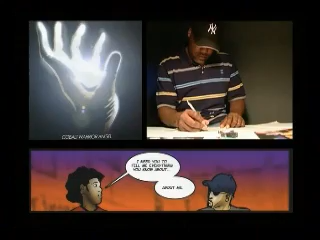 I NEED YOU TO
TELL ME EVERYTHING
YOU KNOW ABOUT...
ABOUT ME.